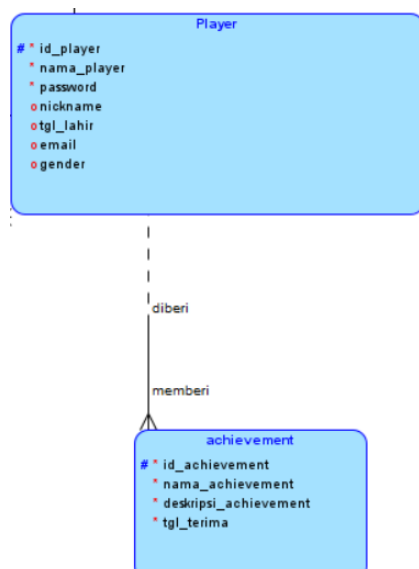 Player
# * id_player
* nama_player
* password
o nickname
o tgl_lahir
o email
o gender
diberi
memberi
achievement
# * id_achievement
* nama_achievement
* deskripsi_achievement
* tgl_terima